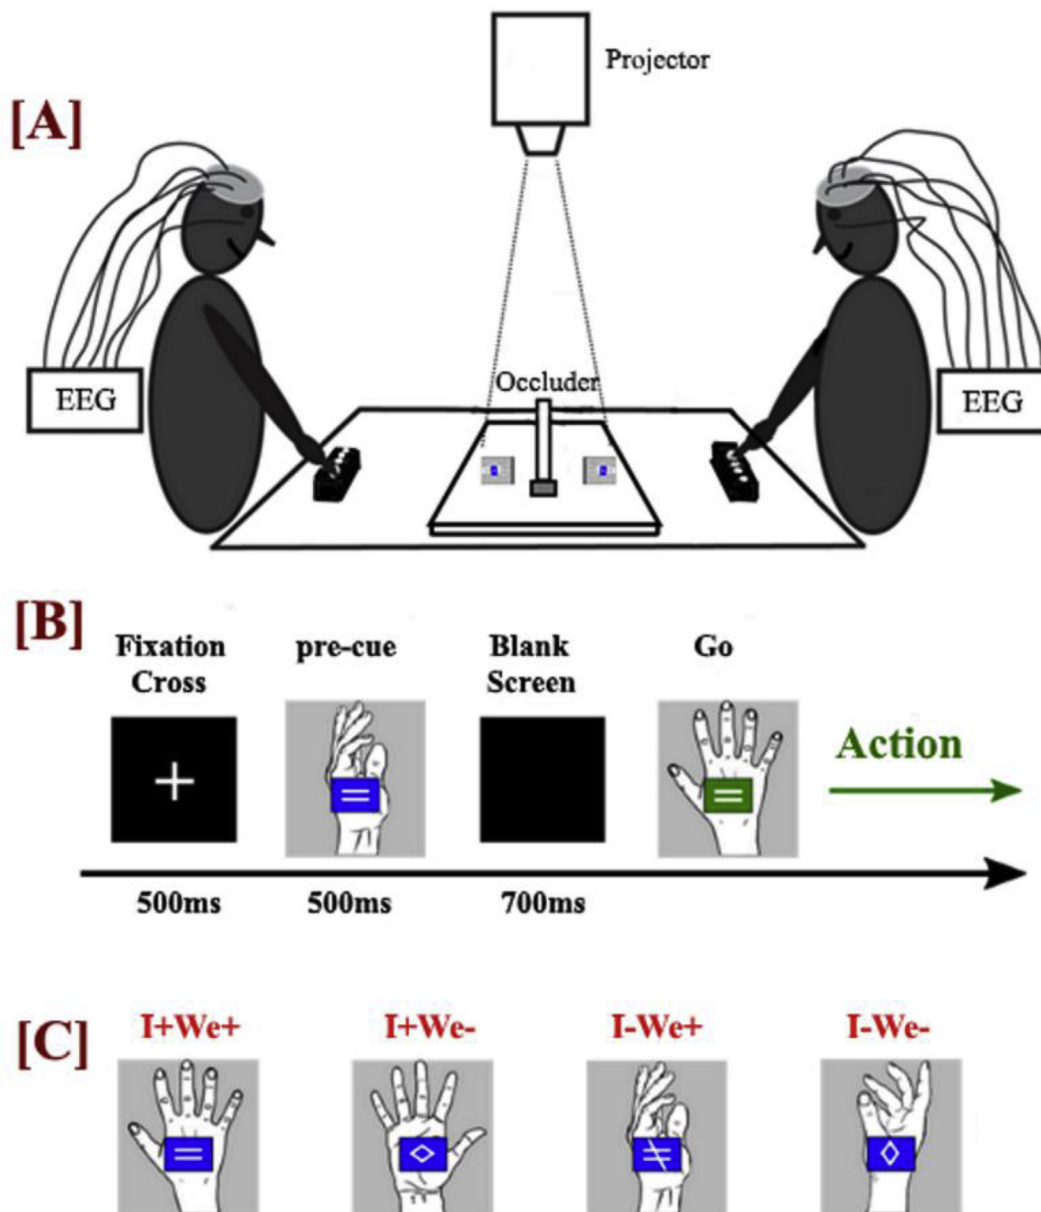 [A]
Projector
EEG
Occluder
EEG
[B]
Fixation
Cross
pre-cue
Blank
Screen
Go
Action
500ms
500ms
700ms
[C]
I+We+
I+We-
I-We+
I-We-